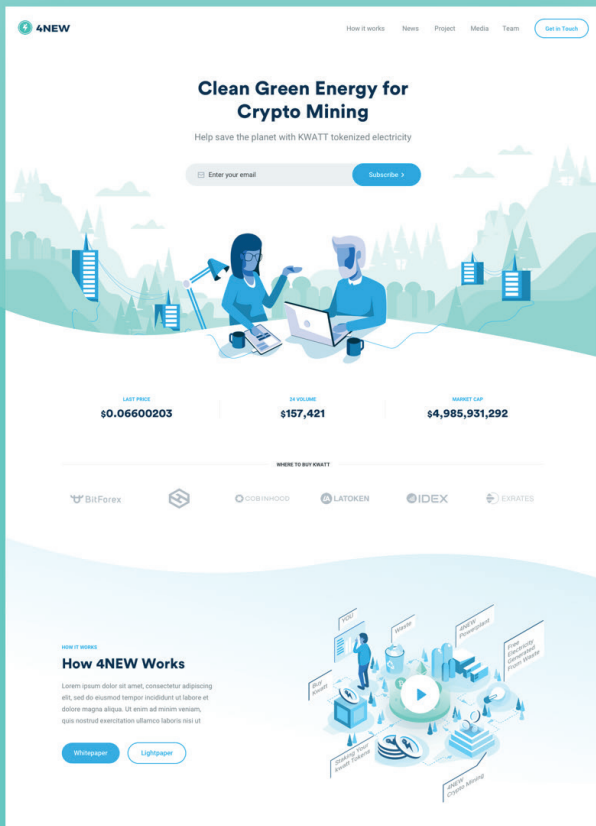 4NEW
How it works News Project Media Team Get in Touch
Clean Green Energy for
Crypto Mining
Help save the planet with KWATT tokenized electricity
Enter your email Subscribe >
LAST PRICE 24 VOLUME MARKET CAP
$0.06600203 $157,421 $4,985,931,292
WHERE TO BUY KWATT
BitForex COBINHOOD LATOKEN IDEX EXRATES
HOW IT WORKS
How 4NEW Works
Lorem ipsum dolor sit amet, consectetur adipiscing
elit, sed do eiusmod tempor incididunt ut labore et
dolore magna aliqua. Ut enim ad minim veniam,
quis nostrud exercitation ullamco laboris nisi ut
Whitepaper Lightpaper
YOU
Waste
4NEW
Powerplant
Free
Electricity
Generated
From Waste
Buy
Kwatt
Staking Your
Kwatt Tokens
4NEW
Crypto Mining